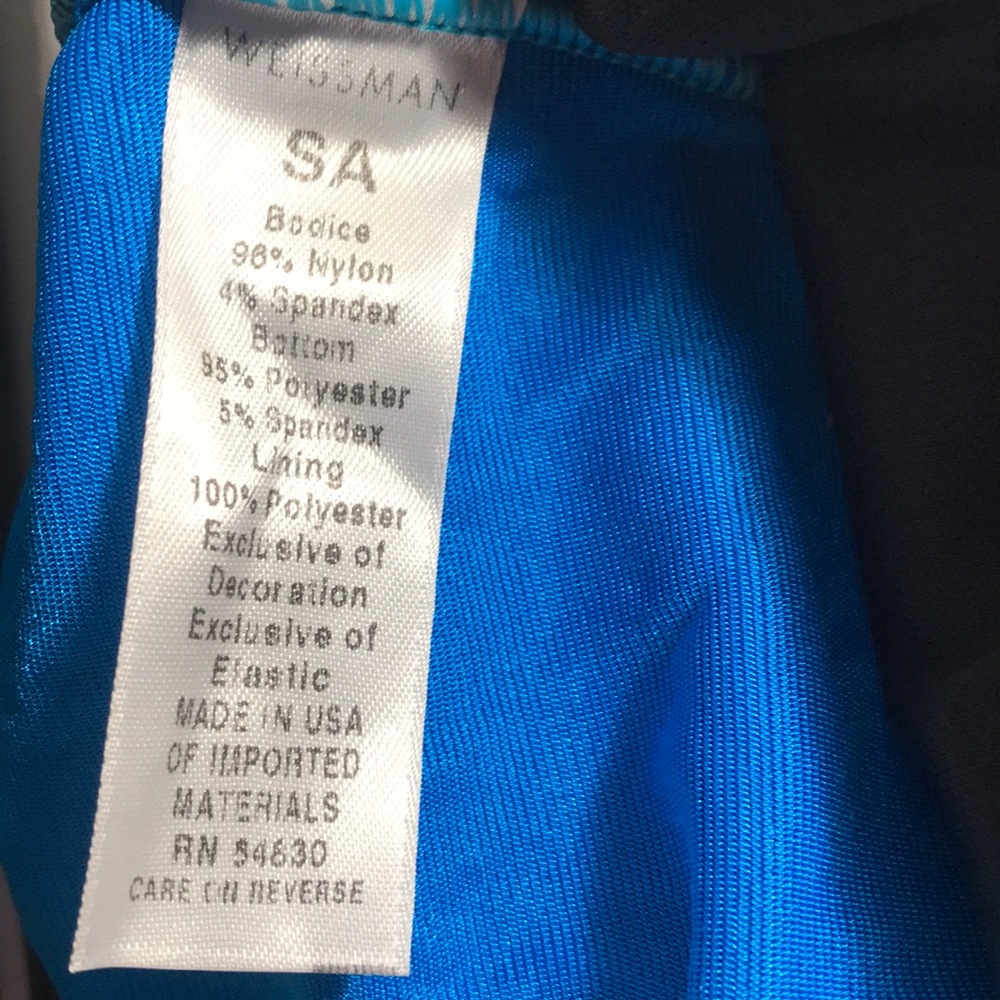 WEISSMAN
SA
Bodice
96% Nylon
4% Spandex
Bottom
95% Polyester
5% Spandex
Lining
100% Polyester
Exclusive of
Decoration
Exclusive of
Elastic
MADE IN USA
OF IMPORTED
MATERIALS
RN 54630
CARE ON REVERSE